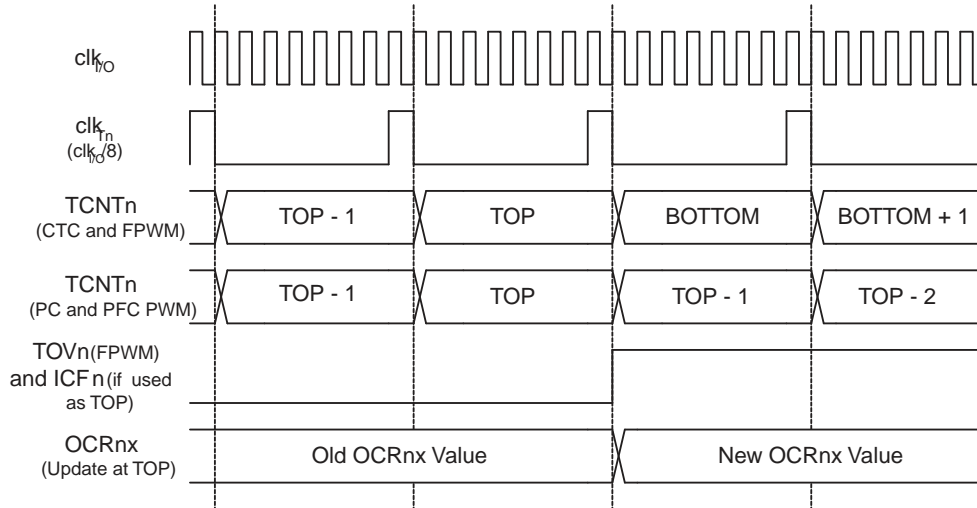 clkI/O
clkTn
(clkI/O/8)
TCNTn
(CTC and FPWM)
TOP - 1
TOP
BOTTOM
BOTTOM + 1
TCNTn
(PC and PFC PWM)
TOP - 1
TOP
TOP - 1
TOP - 2
TOVn(FPWM)
and ICFn(if used
as TOP)
OCRnx
(Update at TOP)
Old OCRnx Value
New OCRnx Value